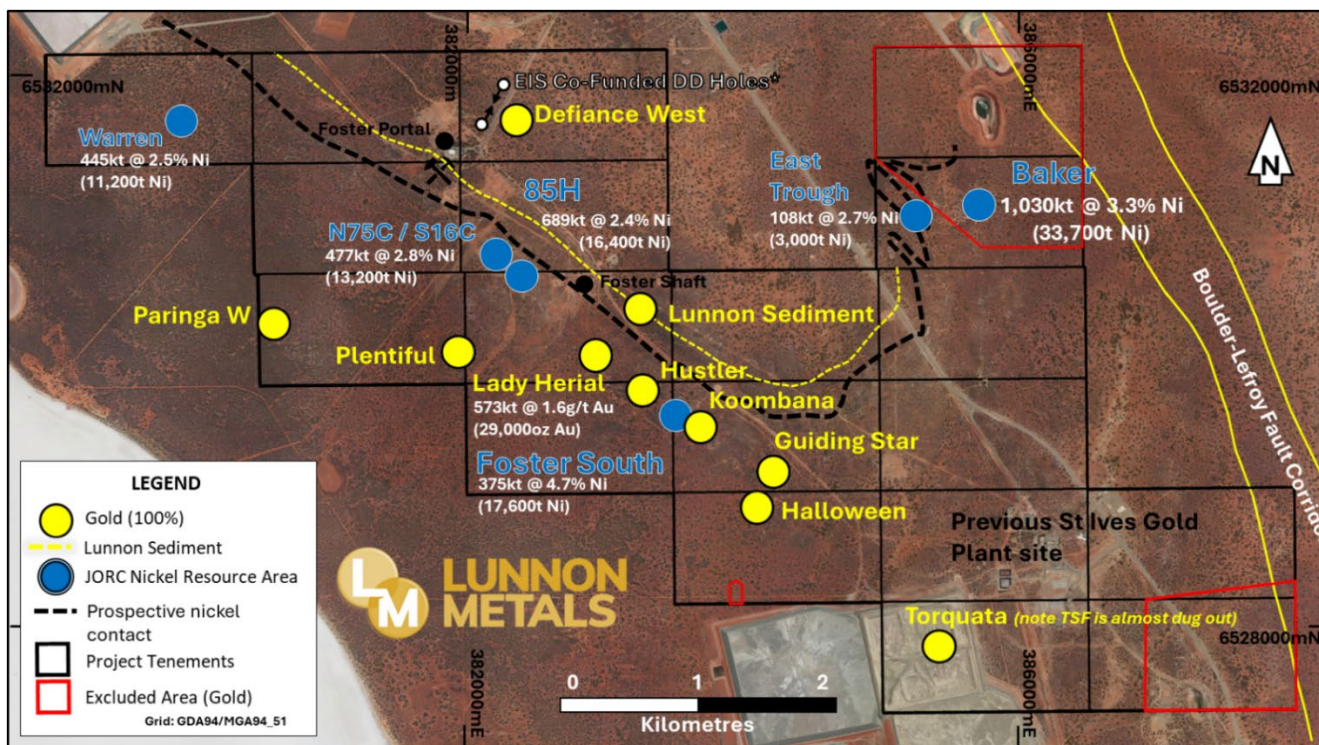 382000mE
386000mE
6532000mN
6532000mN
EIS Co-Funded DD Holes*
Defiance West
Foster Portal
Warren
445kt @ 2.5% Ni
(11,200t Ni)
85H
689kt @ 2.4% Ni
(16,400t Ni)
East
Trough
108kt @ 2.7% Ni
(3,000t Ni)
Baker
1,030kt @ 3.3% Ni
(33,700t Ni)
N
N75C / S16C
477kt @ 2.8% Ni
(13,200t Ni)
Foster Shaft
Paringa W
Lunnon Sediment
Plentiful
Lady Herial
573kt @ 1.6g/t Au
(29,000oz Au)
Hustler
Koombana
Guiding Star
Foster South
375kt @ 4.7% Ni
(17,600t Ni)
Halloween
Boulder-Lefroy Fault Corridor
Previous St Ives Gold
Plant site
Torquata (note TSF is almost dug out)
6528000mN
LEGEND
Gold (100%)
Lunnon Sediment
JORC Nickel Resource Area
Prospective nickel
contact
Project Tenements
Excluded Area (Gold)
Grid: GDA94/MGA94_51
L
M
LUNNON
METALS
382000mE
386000mE
0 1 2
Kilometres